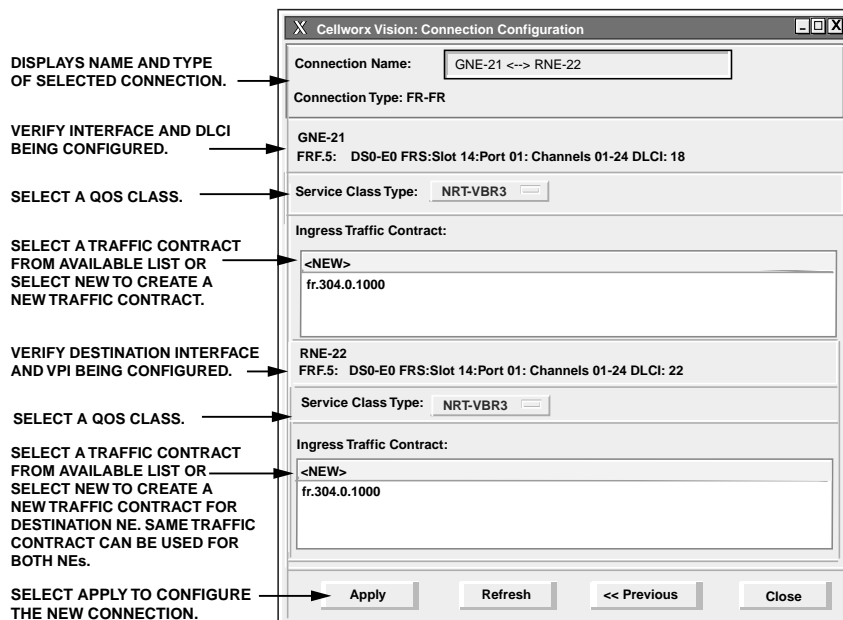 X Cellworx Vision: Connection Configuration
DISPLAYS NAME AND TYPE
OF SELECTED CONNECTION.
Connection Name: GNE-21 <--> RNE-22
Connection Type: FR-FR
VERIFY INTERFACE AND DLCI
BEING CONFIGURED.
GNE-21
FRF.5: DS0-E0 FRS:Slot 14:Port 01: Channels 01-24 DLCI: 18
SELECT A QOS CLASS.
Service Class Type: NRT-VBR3
SELECT A TRAFFIC CONTRACT
FROM AVAILABLE LIST OR
SELECT NEW TO CREATE A
NEW TRAFFIC CONTRACT.
Ingress Traffic Contract:
<NEW>
fr.304.0.1000
VERIFY DESTINATION INTERFACE
AND VPI BEING CONFIGURED.
RNE-22
FRF.5: DS0-E0 FRS:Slot 14:Port 01: Channels 01-24 DLCI: 22
SELECT A QOS CLASS.
Service Class Type: NRT-VBR3
SELECT A TRAFFIC CONTRACT
FROM AVAILABLE LIST OR
SELECT NEW TO CREATE A
NEW TRAFFIC CONTRACT FOR
DESTINATION NE. SAME TRAFFIC
CONTRACT CAN BE USED FOR
BOTH NEs.
Ingress Traffic Contract:
<NEW>
fr.304.0.1000
SELECT APPLY TO CONFIGURE
THE NEW CONNECTION.
Apply Refresh << Previous Close